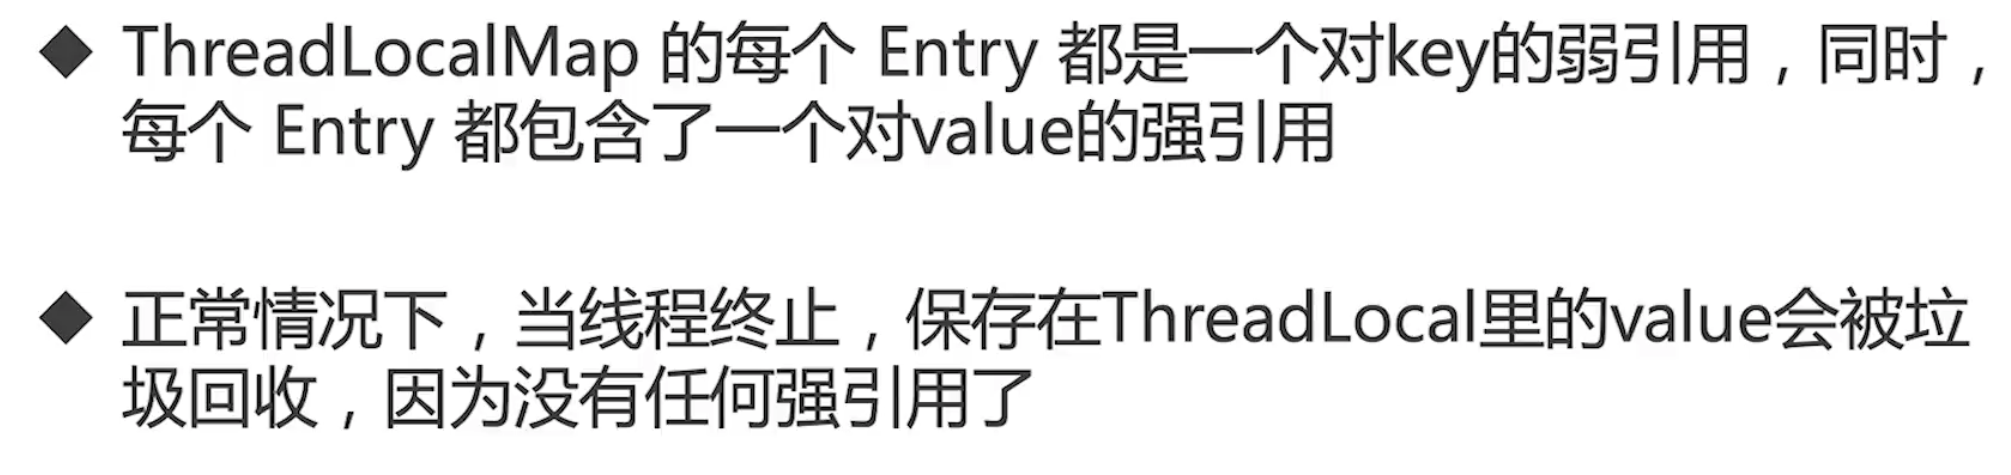 ◆ ThreadLocalMap 的每个 Entry 都是一个对key的弱引用，同时，
每个 Entry 都包含了一个对value的强引用
◆ 正常情况下，当线程终止，保存在ThreadLocal里的value会被垃
圾回收，因为没有任何强引用了